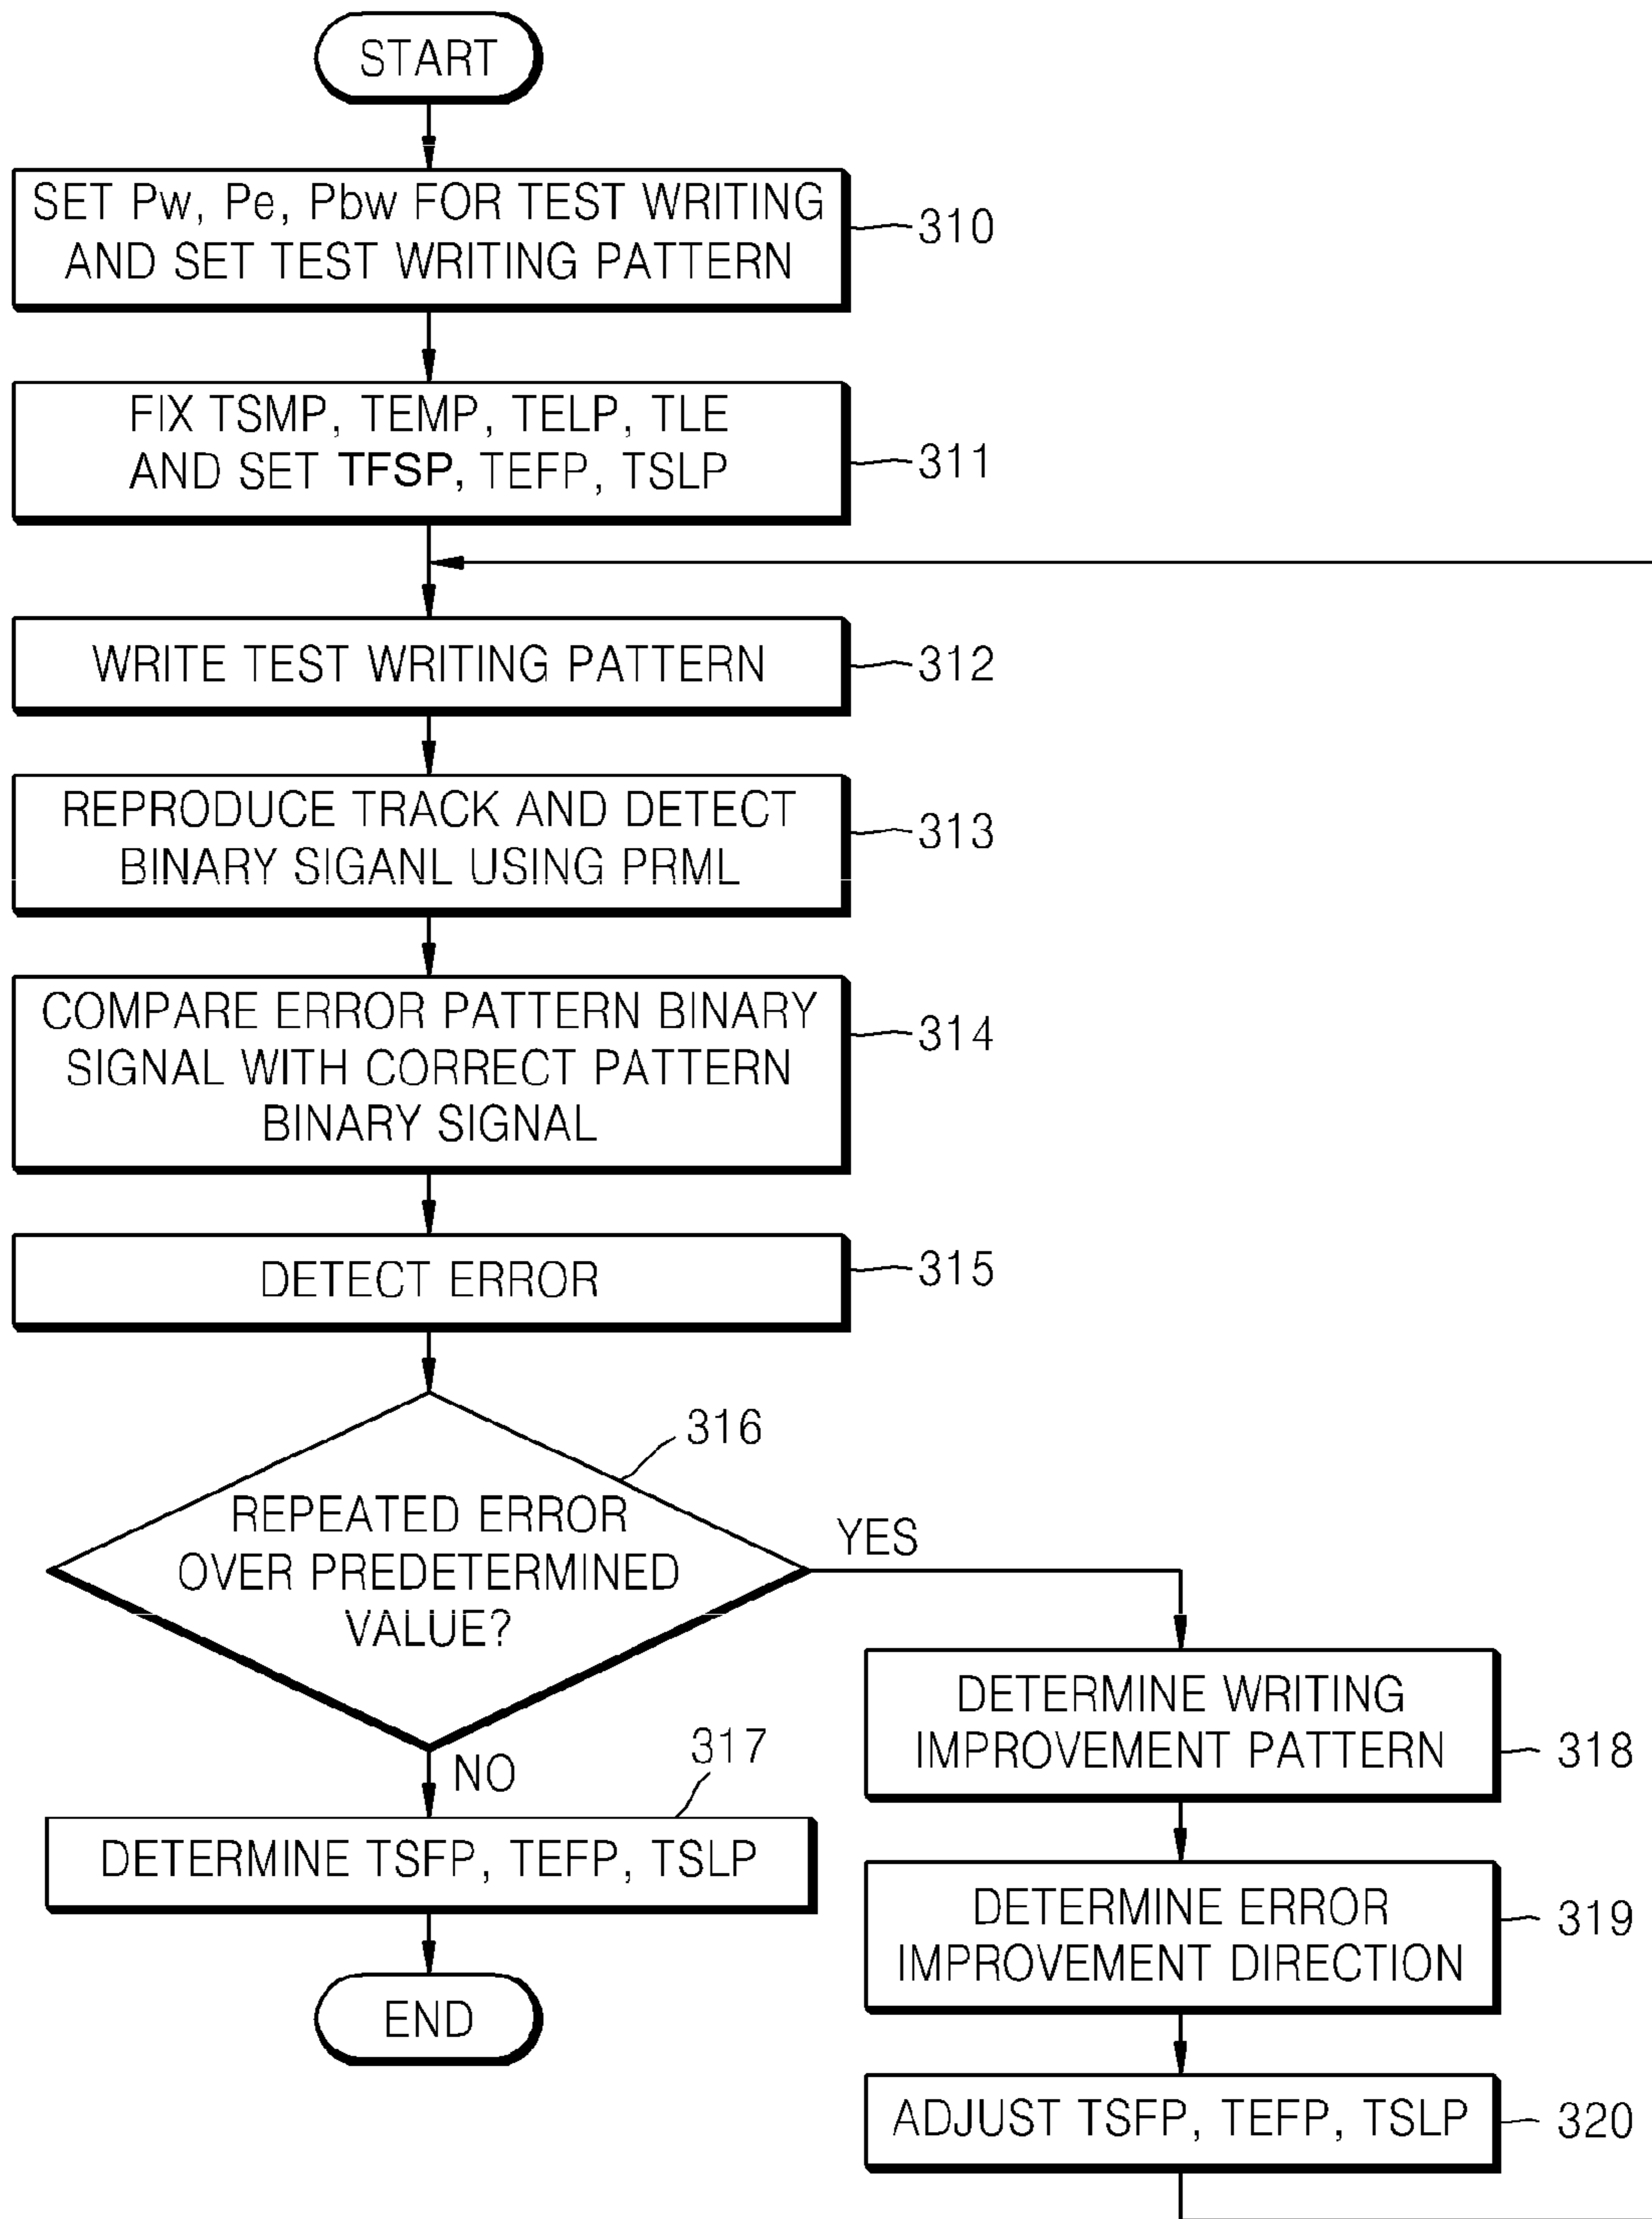 START
SET Pw, Pe, Pbw FOR TEST WRITING
AND SET TEST WRITING PATTERN
310
FIX TSMP, TEMP, TELP, TLE
AND SET TFSP, TEFP, TSLP
311
WRITE TEST WRITING PATTERN
312
REPRODUCE TRACK AND DETECT
BINARY SIGANL USING PRML
313
COMPARE ERROR PATTERN BINARY
SIGNAL WITH CORRECT PATTERN
BINARY SIGNAL
314
DETECT ERROR
315
316
REPEATED ERROR
OVER PREDETERMINED
VALUE?
YES
NO
317
DETERMINE TSFP, TEFP, TSLP
END
DETERMINE WRITING
IMPROVEMENT PATTERN
318
DETERMINE ERROR
IMPROVEMENT DIRECTION
319
ADJUST TSFP, TEFP, TSLP
320